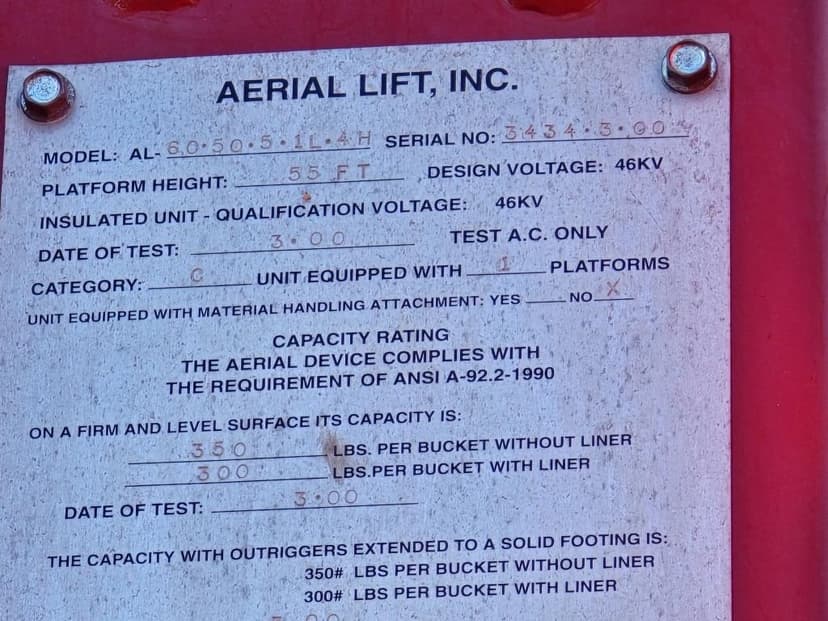 AERIAL LIFT, INC.
MODEL: AL- 60·50·5·1L·4H SERIAL NO: 3434·3·00
PLATFORM HEIGHT: 55 FT DESIGN VOLTAGE: 46KV
INSULATED UNIT - QUALIFICATION VOLTAGE: 46KV
DATE OF TEST: 3·00 TEST A.C. ONLY
CATEGORY: C UNIT EQUIPPED WITH 1 PLATFORMS
UNIT EQUIPPED WITH MATERIAL HANDLING ATTACHMENT: YES NO X
CAPACITY RATING
THE AERIAL DEVICE COMPLIES WITH
THE REQUIREMENT OF ANSI A-92.2-1990
ON A FIRM AND LEVEL SURFACE ITS CAPACITY IS:
350 LBS. PER BUCKET WITHOUT LINER
300 LBS.PER BUCKET WITH LINER
DATE OF TEST: 3·00
THE CAPACITY WITH OUTRIGGERS EXTENDED TO A SOLID FOOTING IS:
350# LBS PER BUCKET WITHOUT LINER
300# LBS PER BUCKET WITH LINER